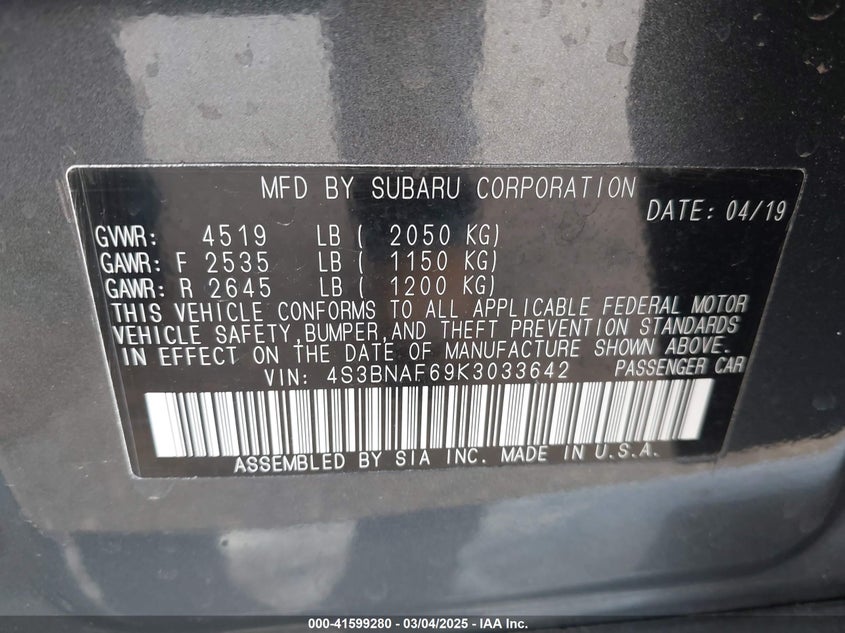 MFD BY SUBARU CORPORATION
DATE: 04/19
GVWR: 4519 LB ( 2050 KG)
GAWR: F 2535 LB ( 1150 KG)
GAWR: R 2645 LB ( 1200 KG)
THIS VEHICLE CONFORMS TO ALL APPLICABLE FEDERAL MOTOR
VEHICLE SAFETY,BUMPER,AND THEFT PREVENTION STANDARDS
IN EFFECT ON THE DATE OF MANUFACTURE SHOWN ABOVE.
VIN: 4S3BNAF69K3033642 PASSENGER CAR
ASSEMBLED BY SIA INC. MADE IN U.S.A.
000-41599280 - 03/04/2025 - IAA Inc.